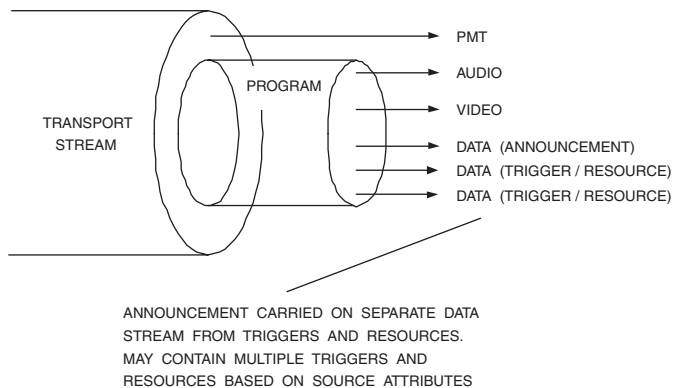 PMT
PROGRAM
AUDIO
VIDEO
TRANSPORT
STREAM
DATA (ANNOUNCEMENT)
DATA (TRIGGER / RESOURCE)
DATA (TRIGGER / RESOURCE)
ANNOUNCEMENT CARRIED ON SEPARATE DATA
STREAM FROM TRIGGERS AND RESOURCES.
MAY CONTAIN MULTIPLE TRIGGERS AND
RESOURCES BASED ON SOURCE ATTRIBUTES